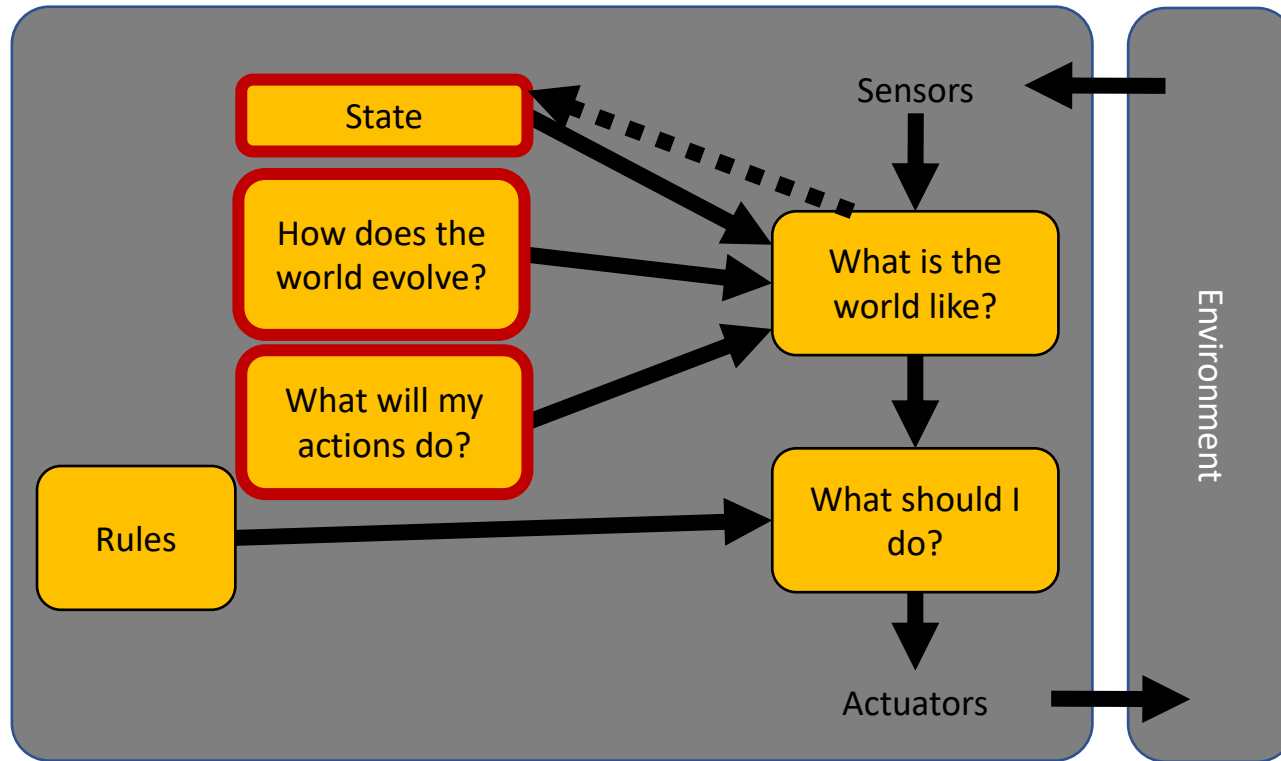 State
Sensors
How does the
world evolve?
What is the
world like?
What will my
actions do?
Rules
What should I
do?
Actuators
Environment